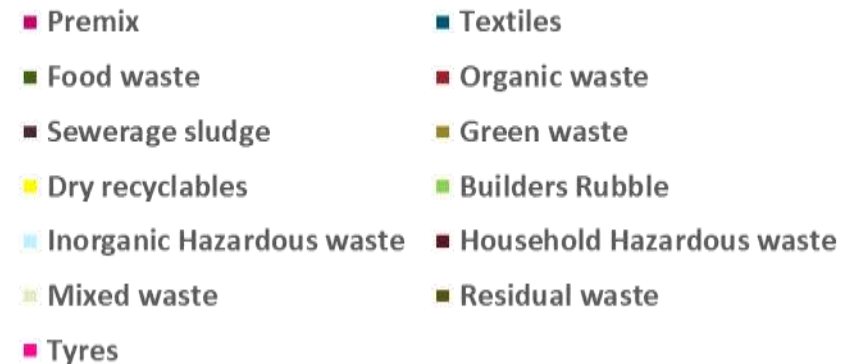 Premix Textiles
Food waste Organic waste
Sewerage sludge Green waste
Dry recyclables Builders Rubble
Inorganic Hazardous waste Household Hazardous waste
Mixed waste Residual waste
Tyres